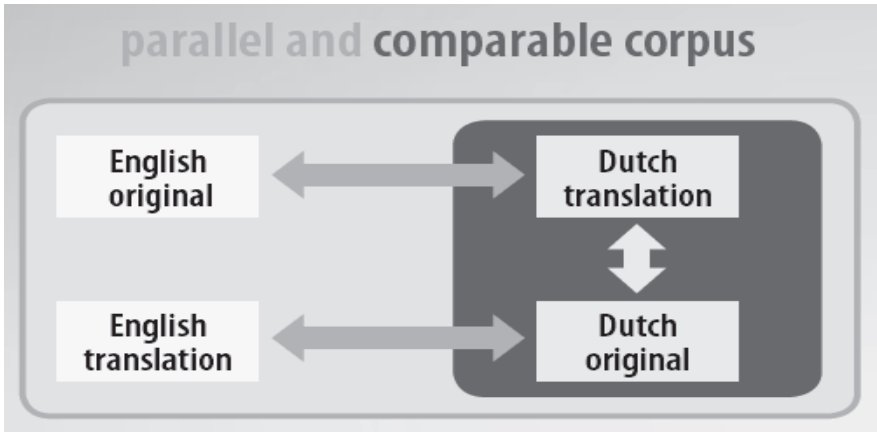 parallel and comparable corpus
English
original
Dutch
translation
English
translation
Dutch
original